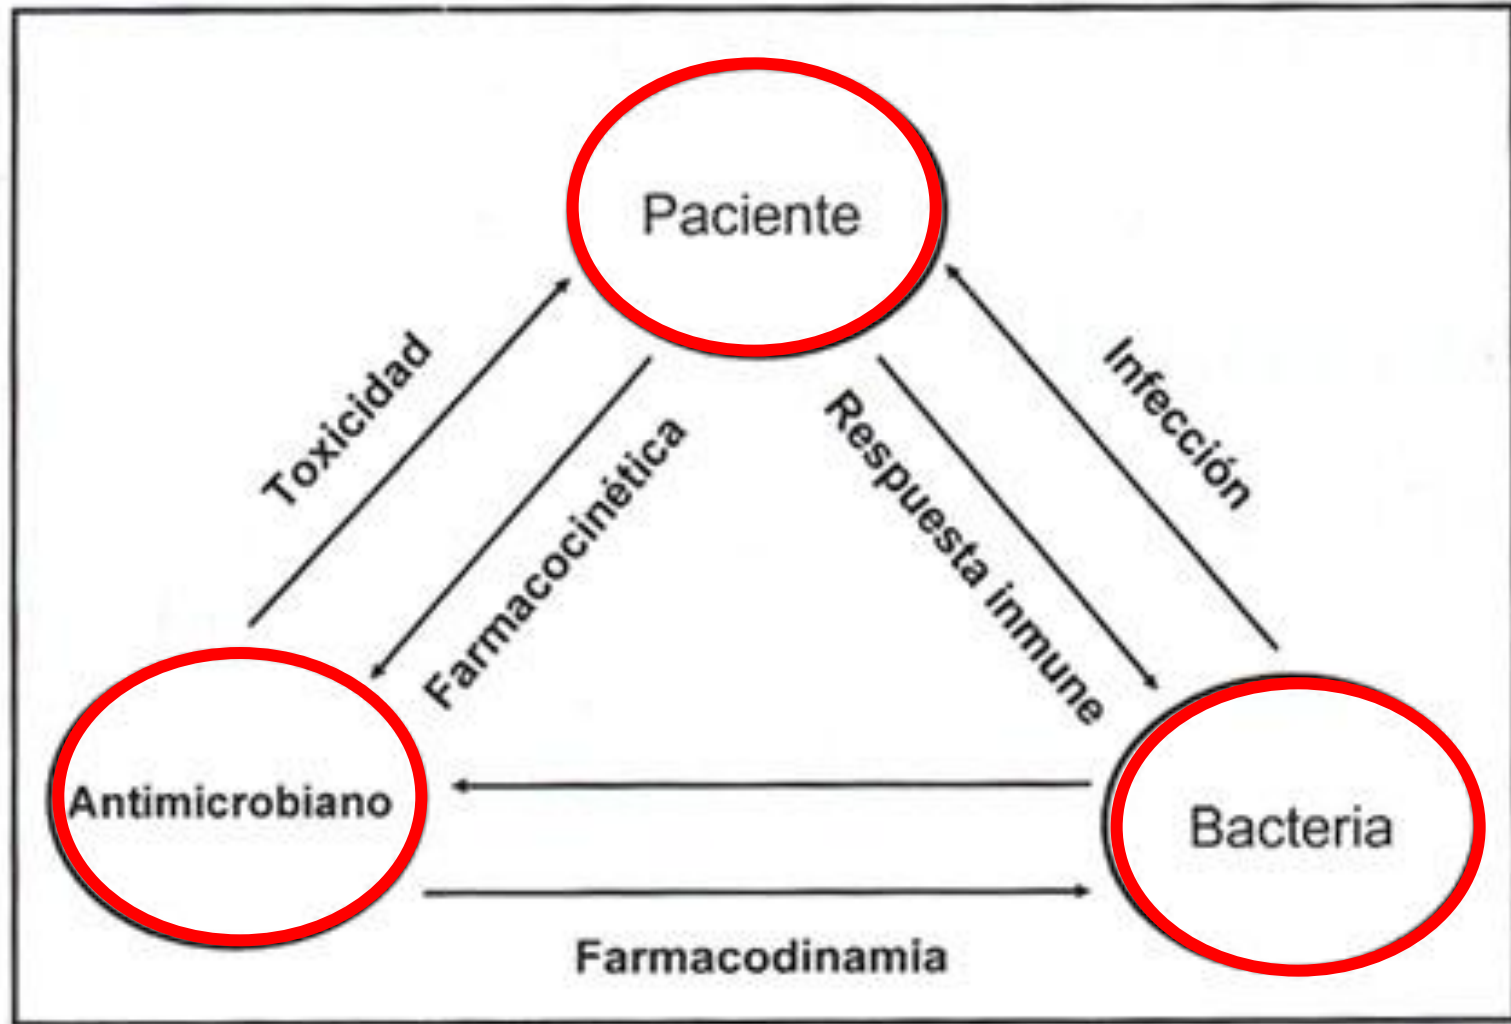 Paciente
Toxicidad
Farmacocinética
Respuesta inmune
Infección
Antimicrobiano
Bacteria
Farmacodinamia